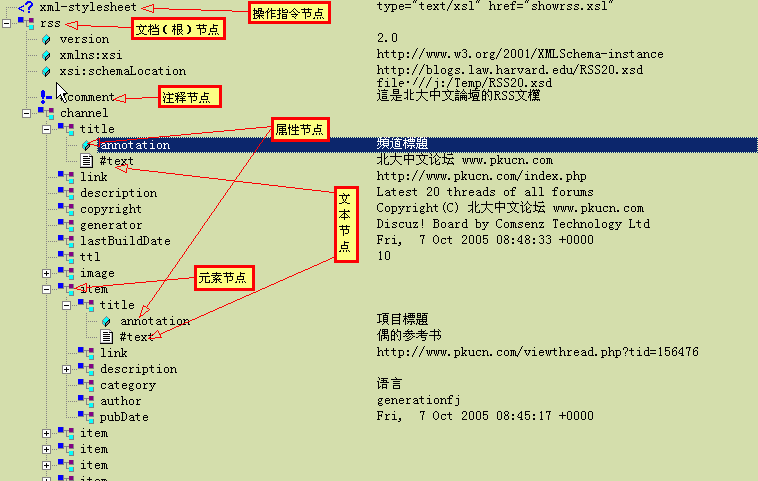 xml-stylesheet type="text/xsl" href="showrss.xsl"
操作指令节点
rss
文档（根）节点
version 2.0
xmlns:xsi http://www.w3.org/2001/XMLSchema-instance
xsi:schemaLocation http://blogs.law.harvard.edu/RSS20.xsd
file:///j:/Temp/RSS20.xsd
#comment 這是北大中文論壇的RSS文檔
注释节点
channel
title
属性节点
annotation 頻道標題
#text 北大中文论坛 www.pkucn.com
link http://www.pkucn.com/index.php
description Latest 20 threads of all forums
copyright Copyright(C) 北大中文论坛 www.pkucn.com
generator Discuz! Board by Comsenz Technology Ltd
lastBuildDate Fri, 7 Oct 2005 08:48:33 +0000
ttl 10
文本节点
image
元素节点
item
title
annotation 項目標題
#text 偶的参考书
link http://www.pkucn.com/viewthread.php?tid=156476
description
category 语言
author generationfj
pubDate Fri, 7 Oct 2005 08:45:17 +0000
item
item
item
item